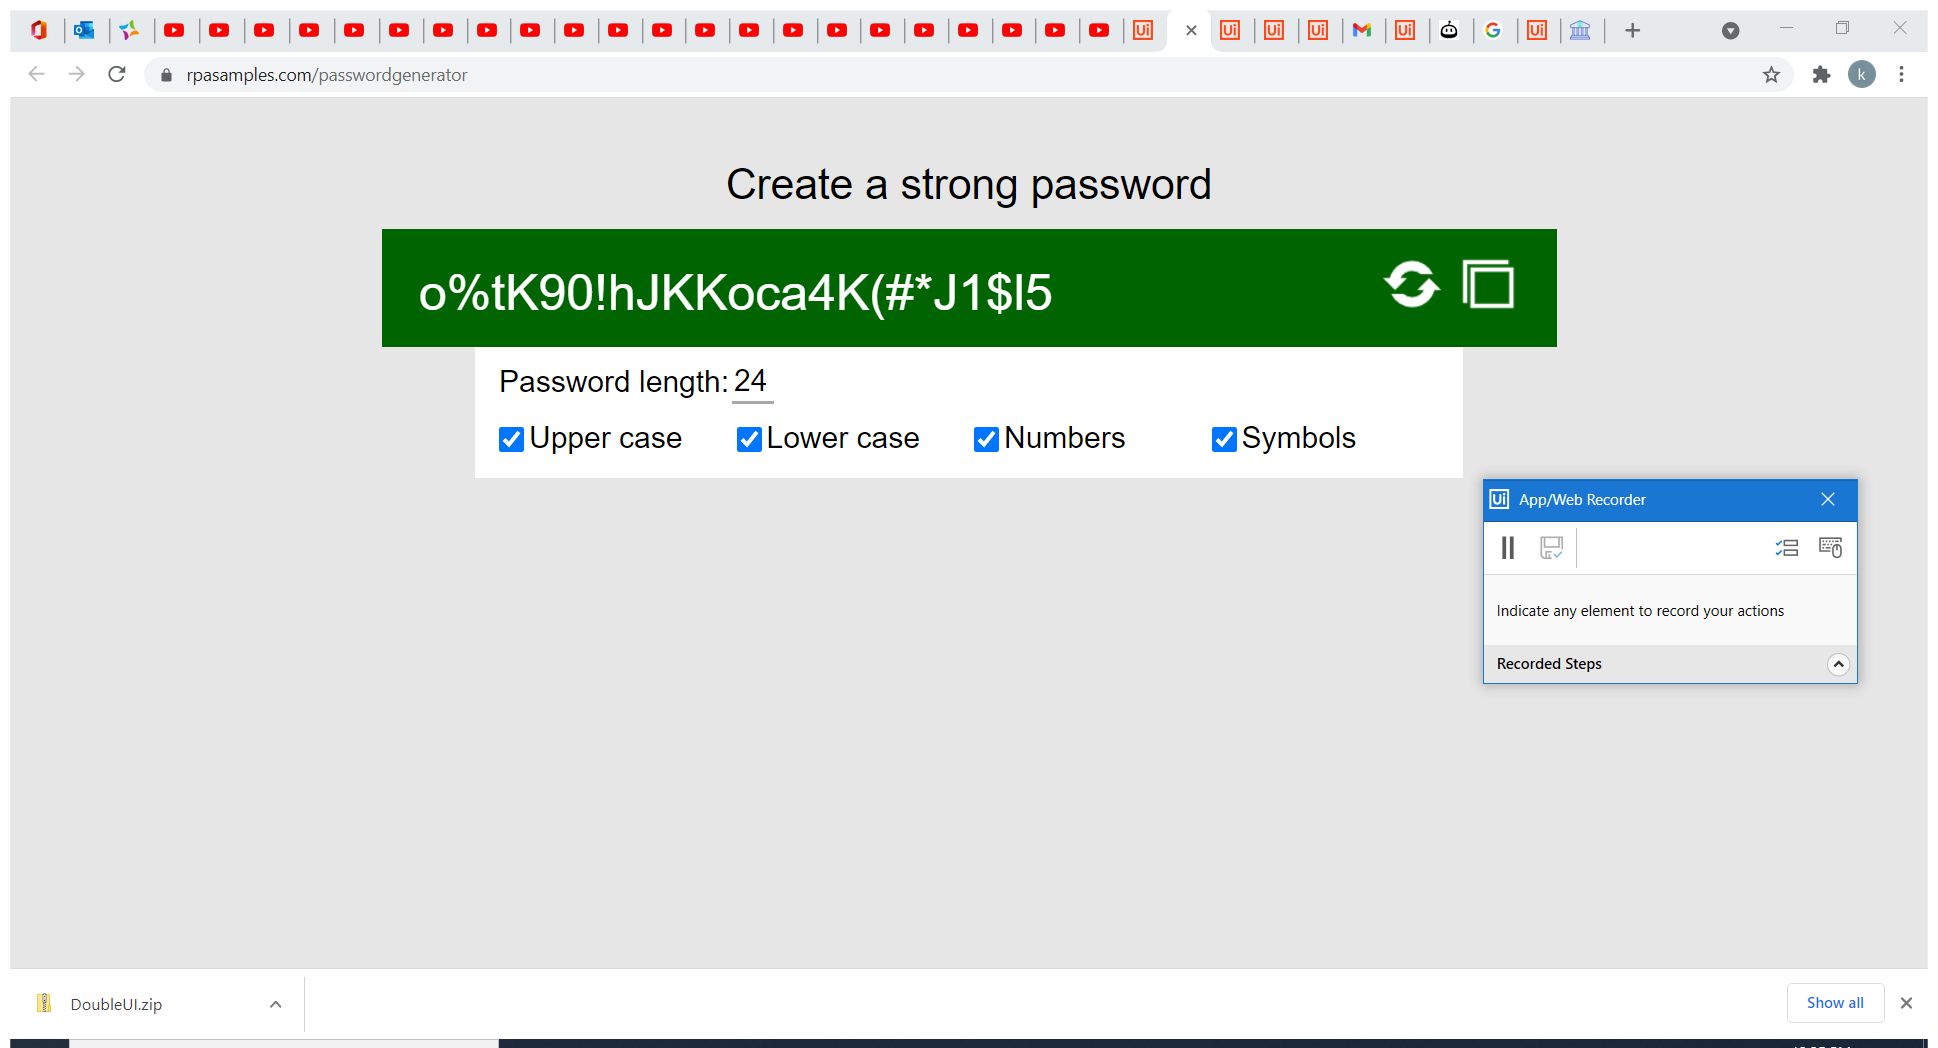 rpasamples.com/passwordgenerator
k
Create a strong password
o%tK90!hJKKoca4K(#*J1$I5
Password length: 24
Upper case Lower case Numbers Symbols
Ui App/Web Recorder
Indicate any element to record your actions
Recorded Steps
DoubleUI.zip
Show all